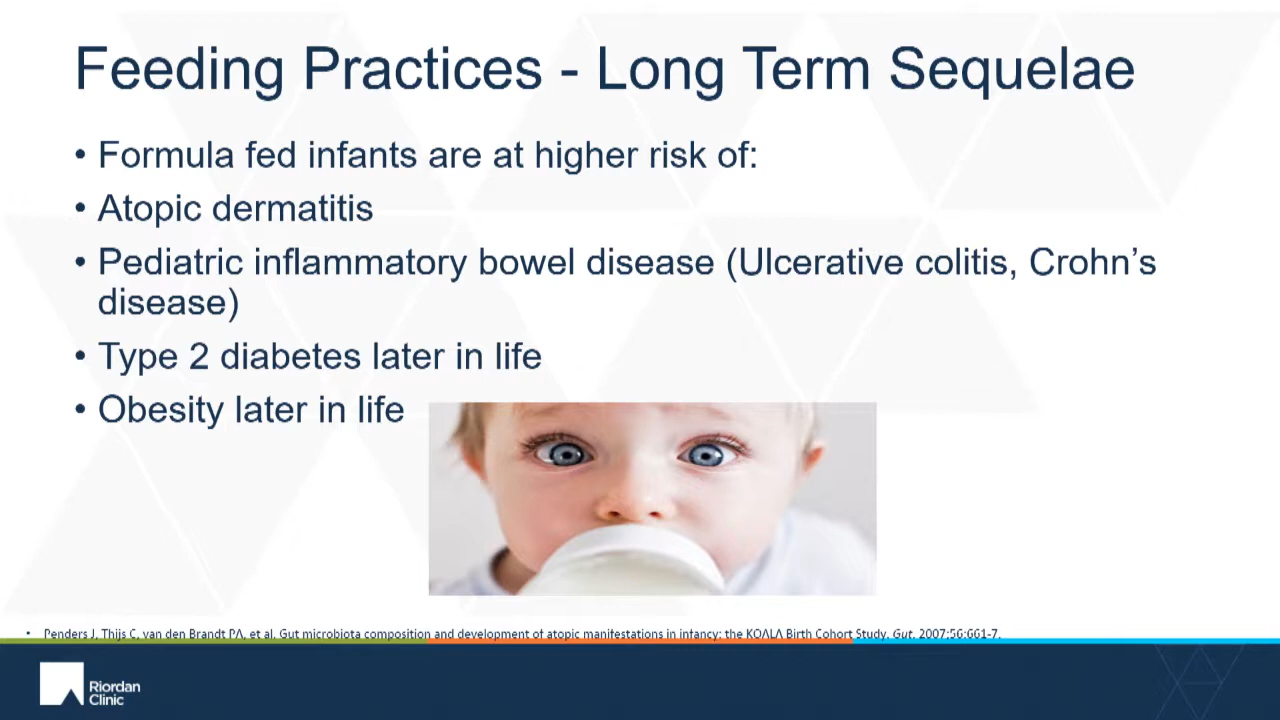 Feeding Practices - Long Term Sequelae
• Formula fed infants are at higher risk of:
• Atopic dermatitis
• Pediatric inflammatory bowel disease (Ulcerative colitis, Crohn’s
disease)
• Type 2 diabetes later in life
• Obesity later in life
• Penders J, Thijs C, van den Brandt PA, et al. Gut microbiota composition and development of atopic manifestations in infancy: the KOALA Birth Cohort Study. Gut. 2007;56:661-7.
Riordan
Clinic